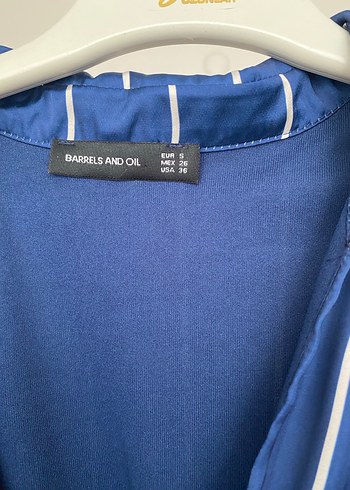 BARRELS AND OIL
EUR S
MEX 26
USA 36